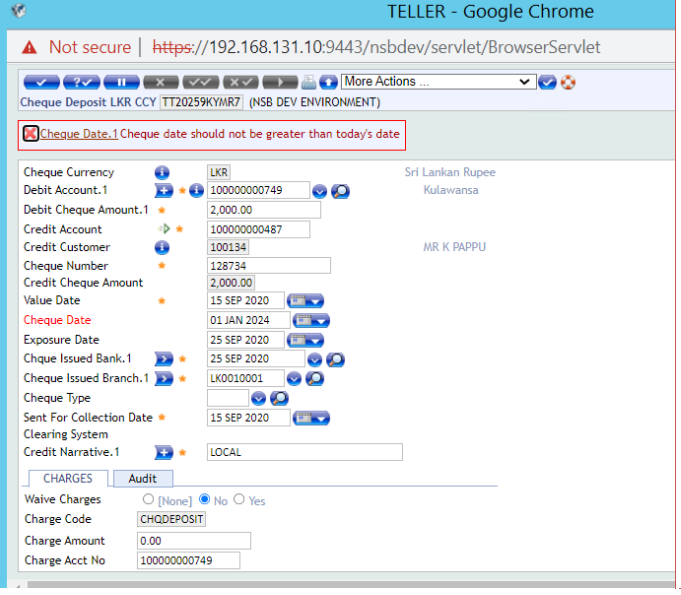 TELLER - Google Chrome
Not secure | https://192.168.131.10:9443/nsbdev/servlet/BrowserServlet
More Actions ...
Cheque Deposit LKR CCY TT20259KYMR7 (NSB DEV ENVIRONMENT)
Cheque Date.1 Cheque date should not be greater than today's date
Cheque Currency LKR Sri Lankan Rupee
Debit Account.1 100000000749 Kulawansa
Debit Cheque Amount.1 2,000.00
Credit Account 100000000487
Credit Customer 100134 MR K PAPPU
Cheque Number 128734
Credit Cheque Amount 2,000.00
Value Date 15 SEP 2020
Cheque Date 01 JAN 2024
Exposure Date 25 SEP 2020
Chque Issued Bank.1 25 SEP 2020
Cheque Issued Branch.1 LK0010001
Cheque Type
Sent For Collection Date 15 SEP 2020
Clearing System
Credit Narrative.1 LOCAL
CHARGES Audit
Waive Charges [None] No Yes
Charge Code CHQDEPOSIT
Charge Amount 0.00
Charge Acct No 100000000749